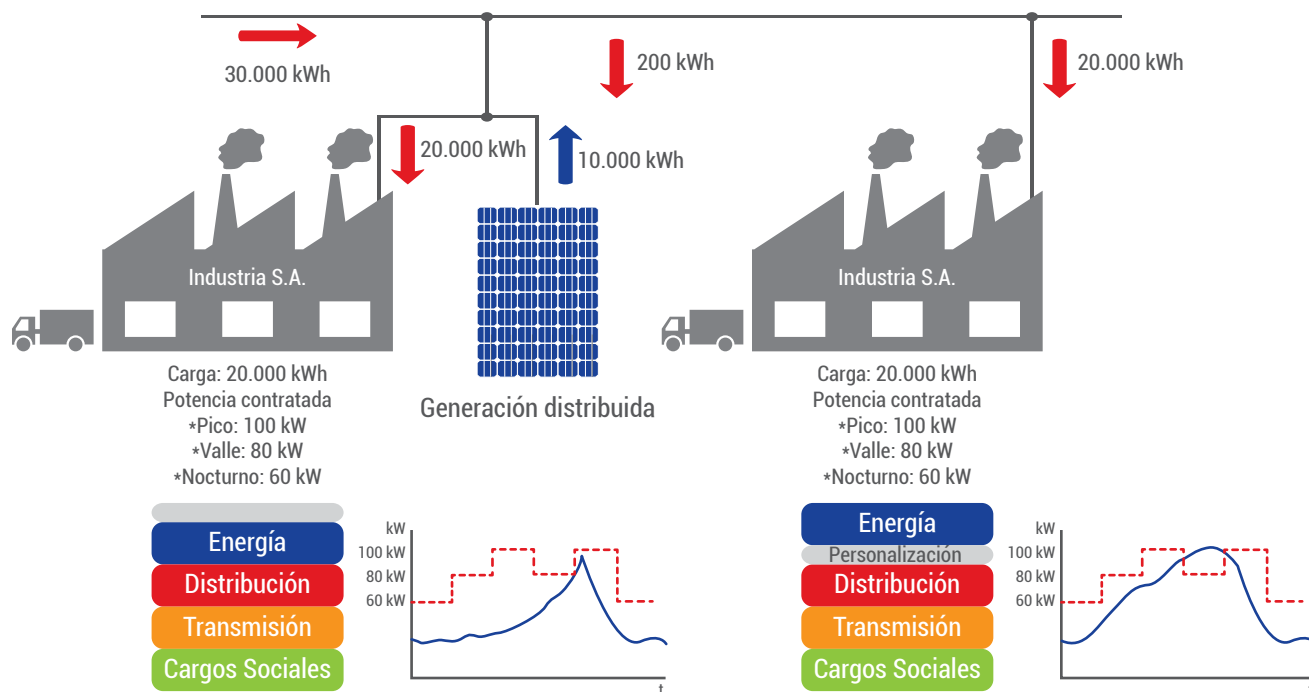 30.000 kWh
200 kWh
20.000 kWh
20.000 kWh
10.000 kWh
Industria S.A.
Industria S.A.
Carga: 20.000 kWh
Potencia contratada
*Pico: 100 kW
*Valle: 80 kW
*Nocturno: 60 kW
Generación distribuida
Carga: 20.000 kWh
Potencia contratada
*Pico: 100 kW
*Valle: 80 kW
*Nocturno: 60 kW
Energía
Distribución
Transmisión
Cargos Sociales
kW
100 kW
80 kW
60 kW
t
Energía
Personalización
Distribución
Transmisión
Cargos Sociales
kW
100 kW
80 kW
60 kW
t